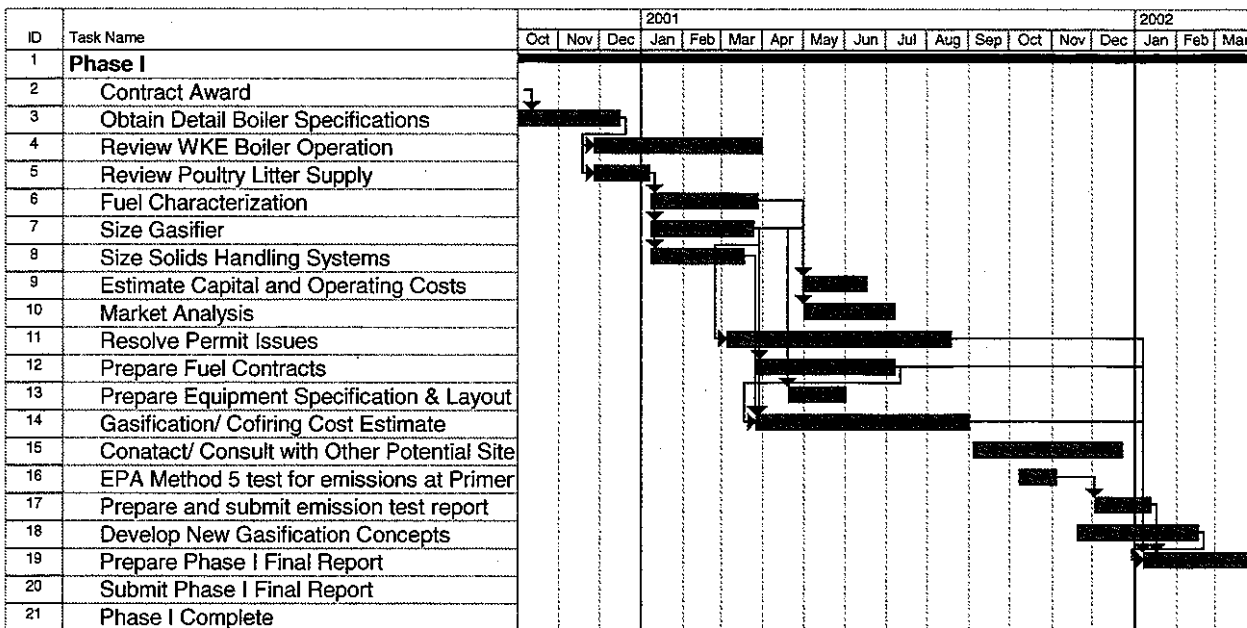 2001 2002
ID Task Name Oct Nov Dec Jan Feb Mar Apr May Jun Jul Aug Sep Oct Nov Dec Jan Feb Mar
1 Phase I
2 Contract Award
3 Obtain Detail Boiler Specifications
4 Review WKE Boiler Operation
5 Review Poultry Litter Supply
6 Fuel Characterization
7 Size Gasifier
8 Size Solids Handling Systems
9 Estimate Capital and Operating Costs
10 Market Analysis
11 Resolve Permit Issues
12 Prepare Fuel Contracts
13 Prepare Equipment Specification & Layout
14 Gasification/ Cofiring Cost Estimate
15 Conatact/ Consult with Other Potential Site
16 EPA Method 5 test for emissions at Primer
17 Prepare and submit emission test report
18 Develop New Gasification Concepts
19 Prepare Phase I Final Report
20 Submit Phase I Final Report
21 Phase I Complete